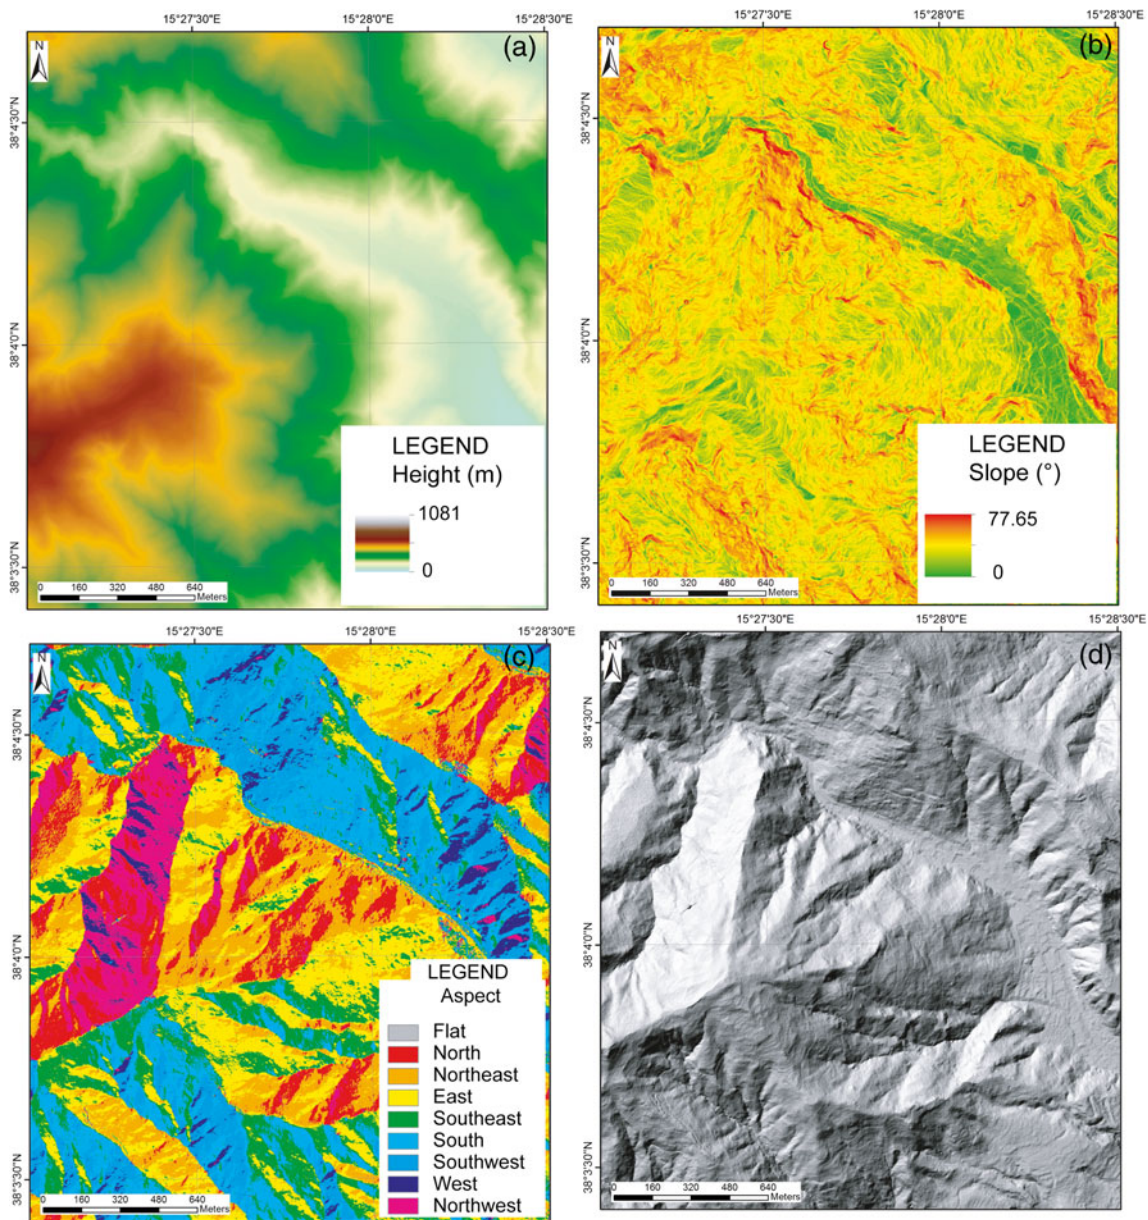 15°27'30"E 15°28'0"E 15°28'30"E
(a)
N
38°4'30"N
38°4'0"N
38°3'30"N
LEGEND
Height (m)
1081
0
0 160 320 480 640
Meters
15°27'30"E 15°28'0"E 15°28'30"E
(b)
N
38°4'30"N
38°4'0"N
38°3'30"N
LEGEND
Slope (°)
77.65
0
0 160 320 480 640
Meters
15°27'30"E 15°28'0"E 15°28'30"E
(c)
N
38°4'30"N
38°4'0"N
38°3'30"N
LEGEND
Aspect
Flat
North
Northeast
East
Southeast
South
Southwest
West
Northwest
0 160 320 480 640
Meters
15°27'30"E 15°28'0"E 15°28'30"E
(d)
N
38°4'30"N
38°4'0"N
38°3'30"N
0 160 320 480 640
Meters